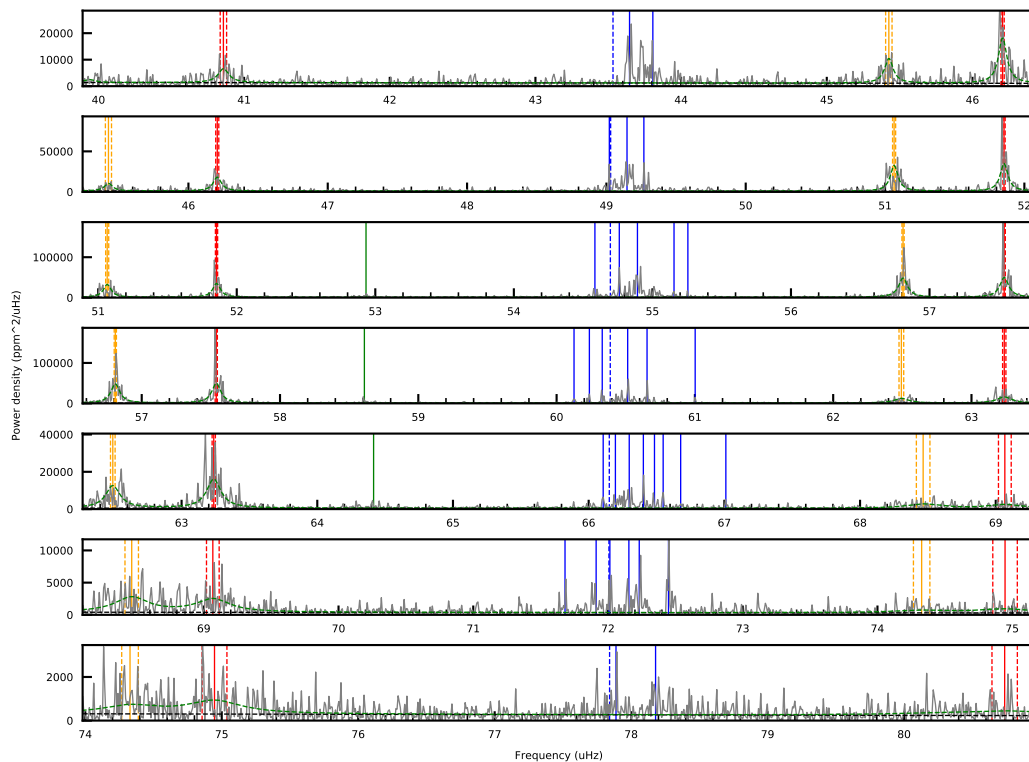 20000
10000
0
40 41 42 43 44 45 46
50000
0
46 47 48 49 50 51 52
100000
0
51 52 53 54 55 56 57
Power density (ppm^2/uHz)
100000
0
57 58 59 60 61 62 63
40000
20000
0
63 64 65 66 67 68 69
10000
5000
0
69 70 71 72 73 74 75
2000
0
74 75 76 77 78 79 80
Frequency (uHz)